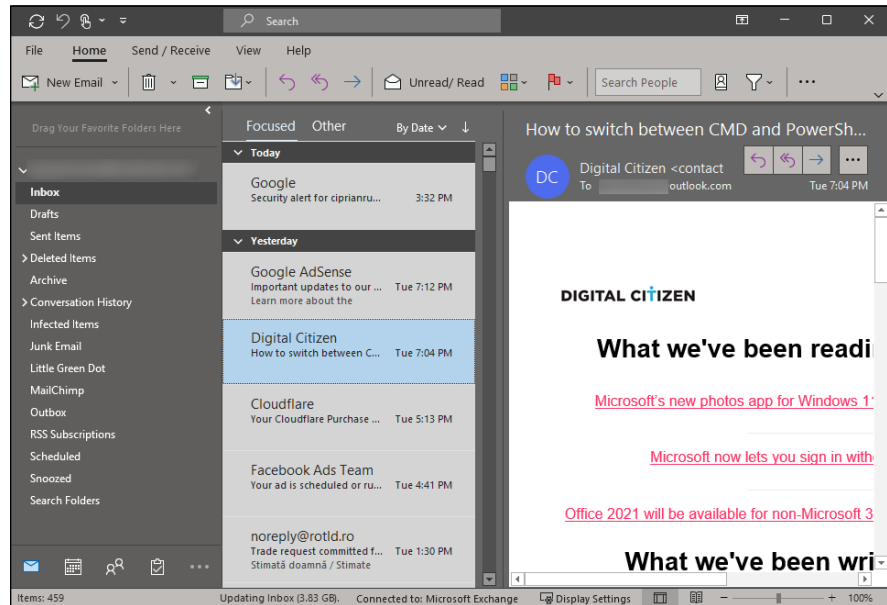 Search
File Home Send / Receive View Help
New Email Unread/ Read Search People
Drag Your Favorite Folders Here
Inbox
Drafts
Sent Items
Deleted Items
Archive
Conversation History
Infected Items
Junk Email
Little Green Dot
MailChimp
Outbox
RSS Subscriptions
Scheduled
Snoozed
Search Folders
Focused Other By Date
Today
Google
Security alert for ciprianru... 3:32 PM
Yesterday
Google AdSense
Important updates to our ... Tue 7:12 PM
Learn more about the
Digital Citizen
How to switch between C... Tue 7:04 PM
Cloudflare
Your Cloudflare Purchase ... Tue 5:13 PM
Facebook Ads Team
Your ad is scheduled or ru... Tue 4:41 PM
noreply@rotld.ro
Trade request committed f... Tue 1:30 PM
Stimată doamnă / Stimate
How to switch between CMD and PowerSh...
DC
Digital Citizen <contact
To outlook.com Tue 7:04 PM
DIGITAL CITIZEN
What we've been readi
Microsoft's new photos app for Windows 11
Microsoft now lets you sign in with
Office 2021 will be available for non-Microsoft 3
What we've been wri
Items: 459 Updating Inbox (3.83 GB). Connected to: Microsoft Exchange Display Settings 100%